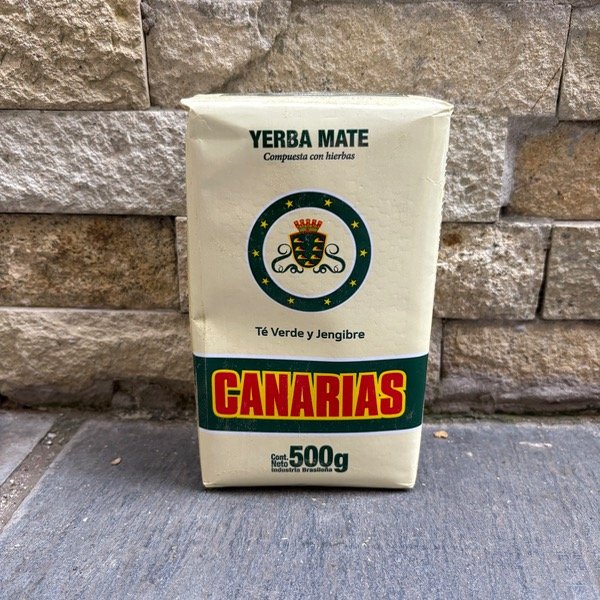 YERBA MATE
Compuesta con hierbas
Té Verde y Jengibre
CANARIAS
Cont. Neto 500g
Industria Brasileña